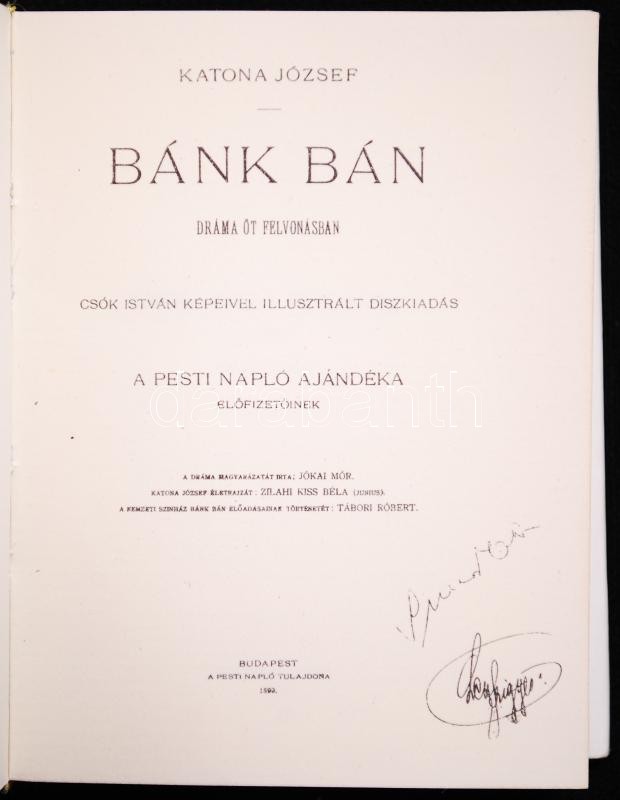 KATONA JÓZSEF
BÁNK BÁN
DRÁMA ÖT FELVONÁSBAN
CSÓK ISTVÁN KÉPEIVEL ILLUSZTRÁLT DISZKIADÁS
A PESTI NAPLÓ AJÁNDÉKA
ELŐFIZETŐINEK
darabanth
A DRÁMA MAGYARÁZATÁT IRTA: JÓKAI MÓR.
KATONA JÓZSEF ÉLETRAJZÁT: ZILAHI KISS BÉLA (JUNIUS).
A NEMZETI SZINHÁZ BÁNK BÁN ELŐADÁSAINAK TÖRTÉNETÉT: TÁBORI RÓBERT.
BUDAPEST
A PESTI NAPLÓ TULAJDONA
1899.